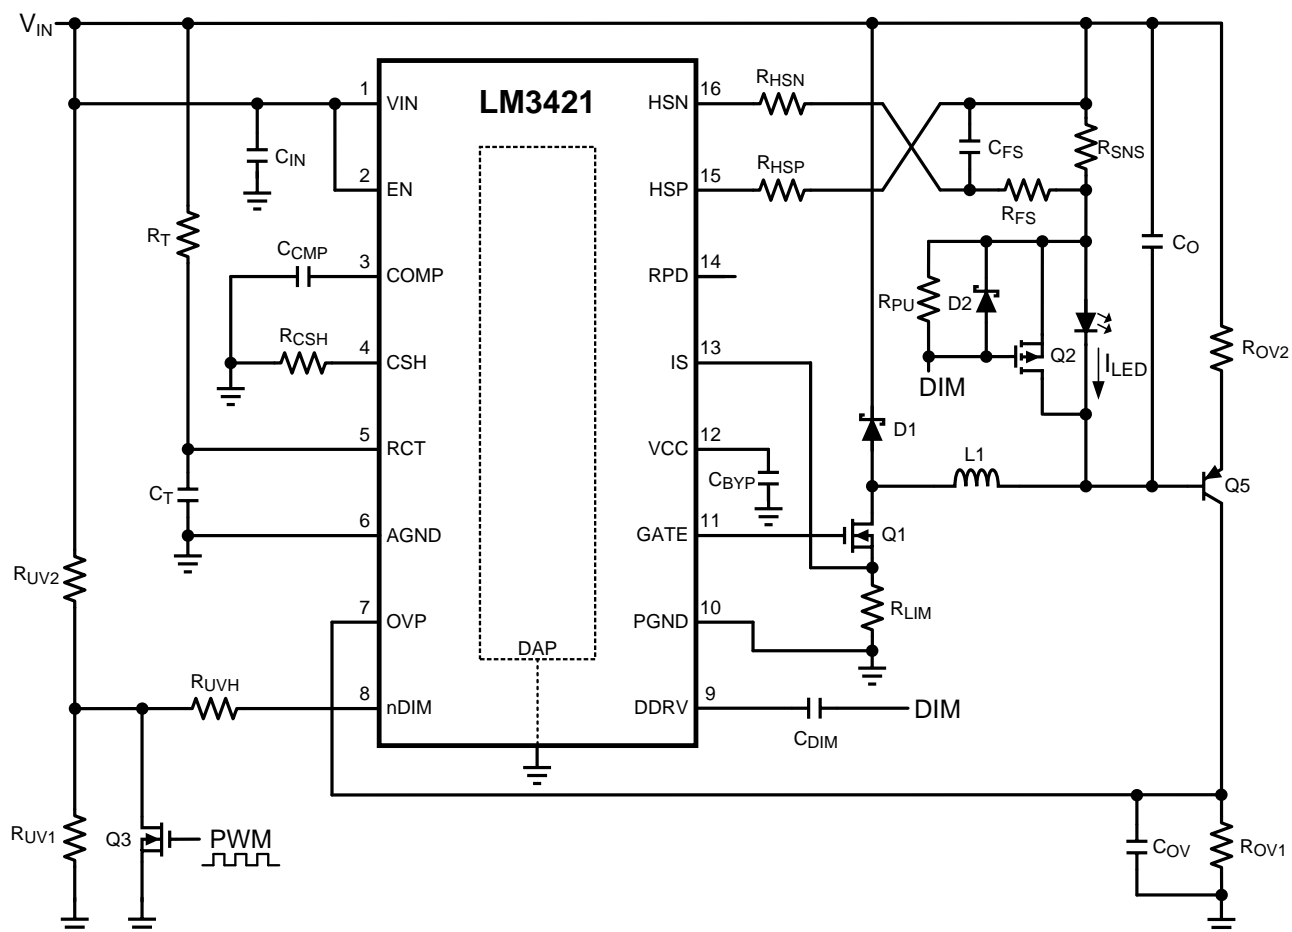 VIN
LM3421
1
VIN
CIN
2
EN
RT
CCMP
3
COMP
RCSH
4
CSH
5
RCT
CT
6
AGND
RUV2
7
OVP
DAP
RUVH
8
nDIM
RUV1
Q3
PWM
16
HSN
RHSN
15
HSP
RHSP
CFS
RSNS
RFS
14
RPD
RPU
D2
Q2
DIM
ILED
CO
ROV2
13
IS
12
VCC
CBYP
D1
L1
Q5
11
GATE
Q1
10
PGND
RLIM
9
DDRV
CDIM
DIM
COV
ROV1